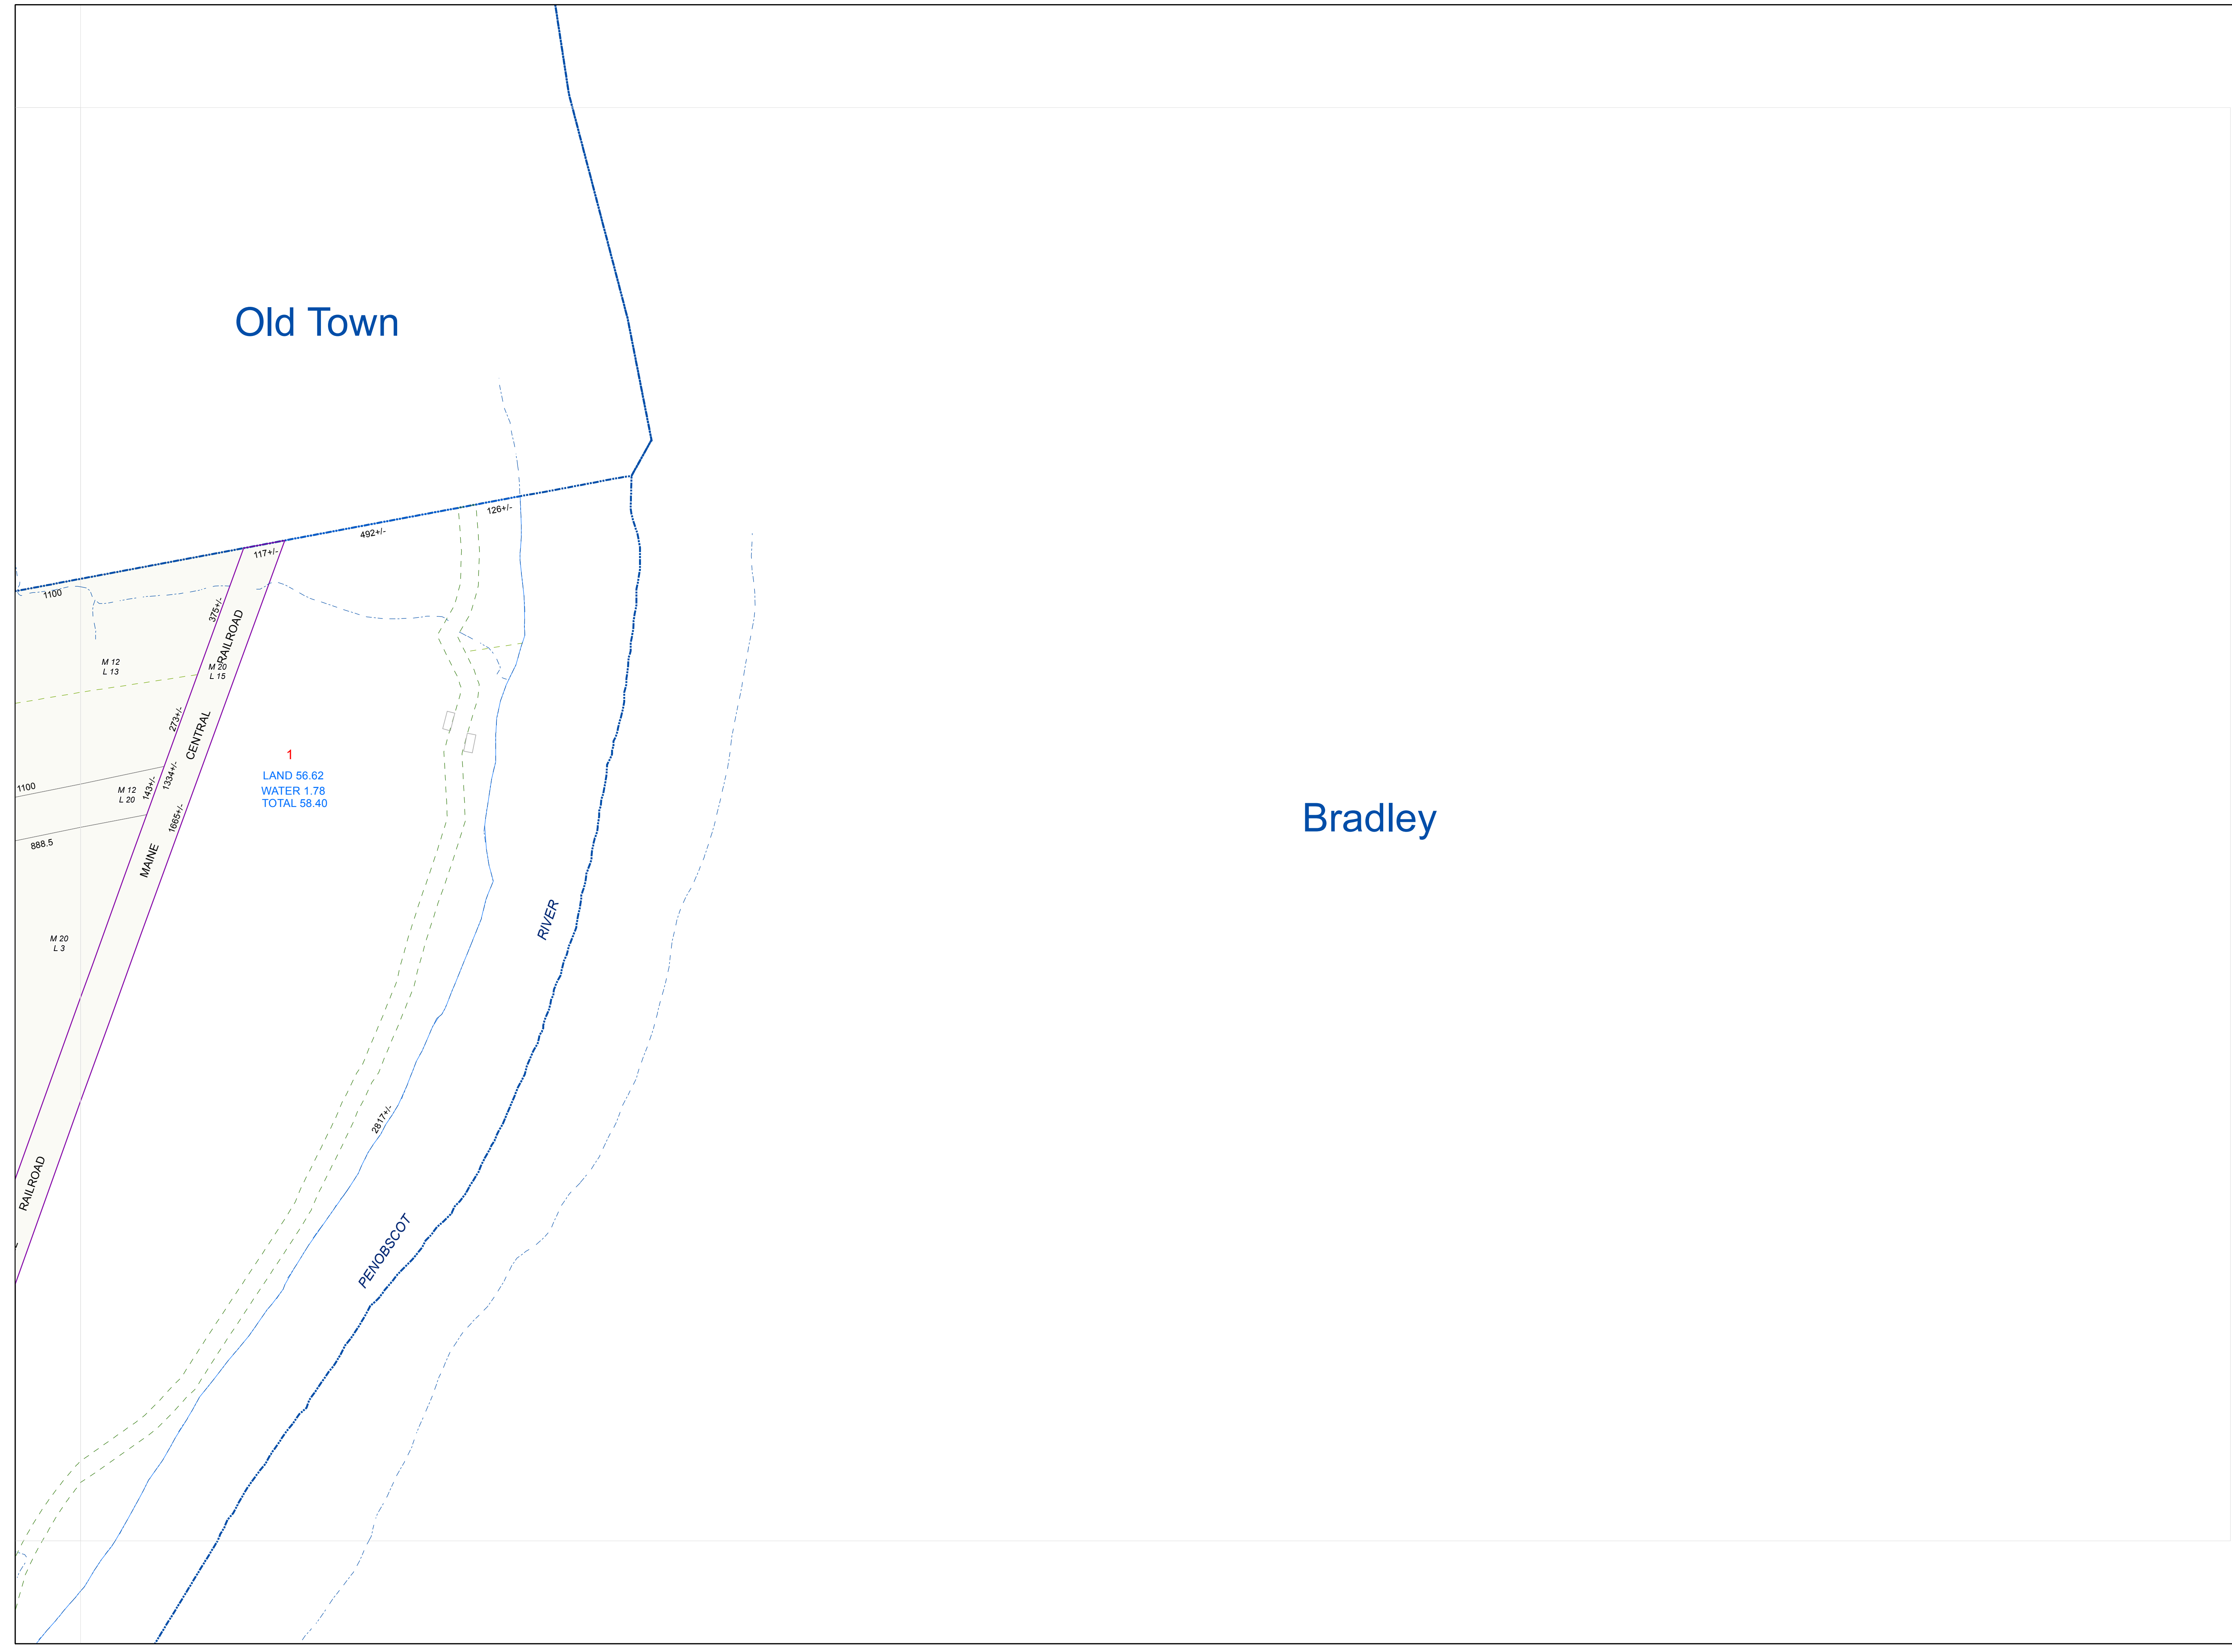 Old Town
126+/-
492+/-
117+/-
1100
375+/-
RAILROAD
M 12
L 13
M 20
L 15
273+/-
CENTRAL
1
LAND 56.62
WATER 1.78
TOTAL 58.40
1334+/-
143+/-
1100
M 12
L 20
1665+/-
Bradley
888.5
MAINE
RIVER
M 20
L 3
2817+/-
RAILROAD
PENOBSCOT